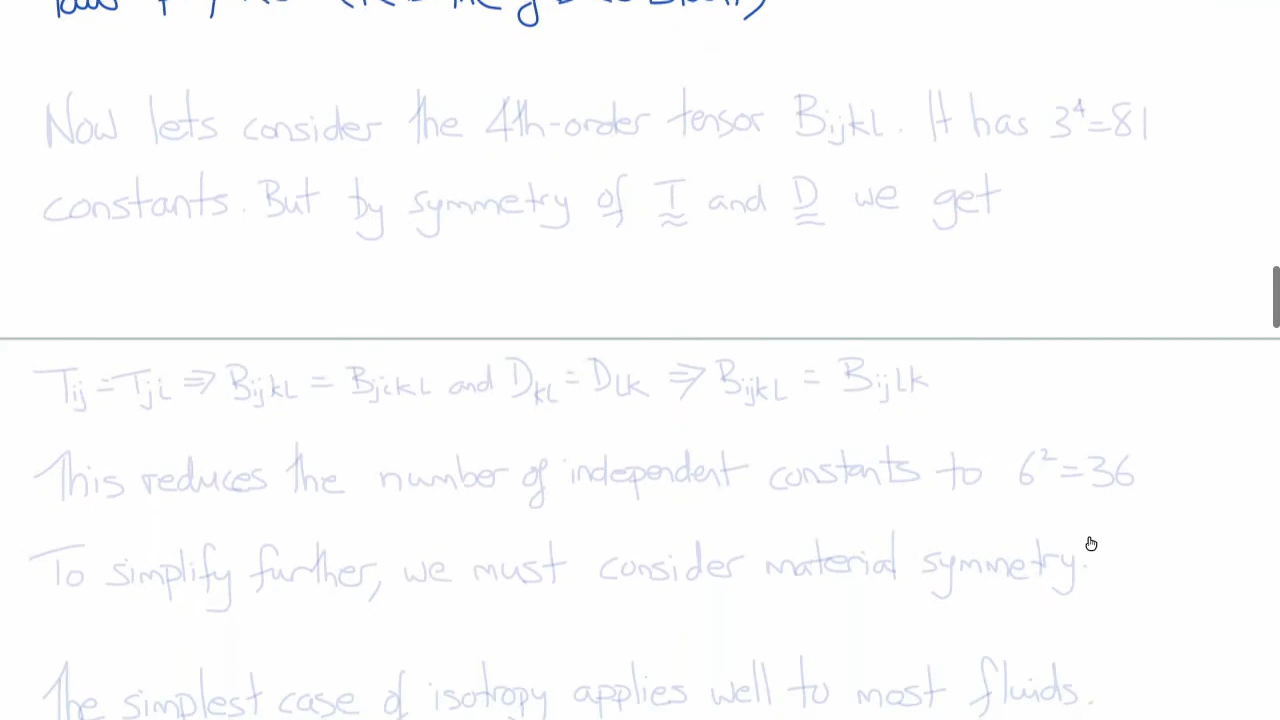 Now lets consider the 4th-order tensor Bijkl. It has 3⁴=81
constants. But by symmetry of T and D we get
Tij = Tji ⇒ Bijkl = Bjikl and Dkl = Dlk ⇒ Bijkl = Bijlk
This reduces the number of independent constants to 6²=36
To simplify further, we must consider material symmetry.
The simplest case of isotropy applies well to most fluids.